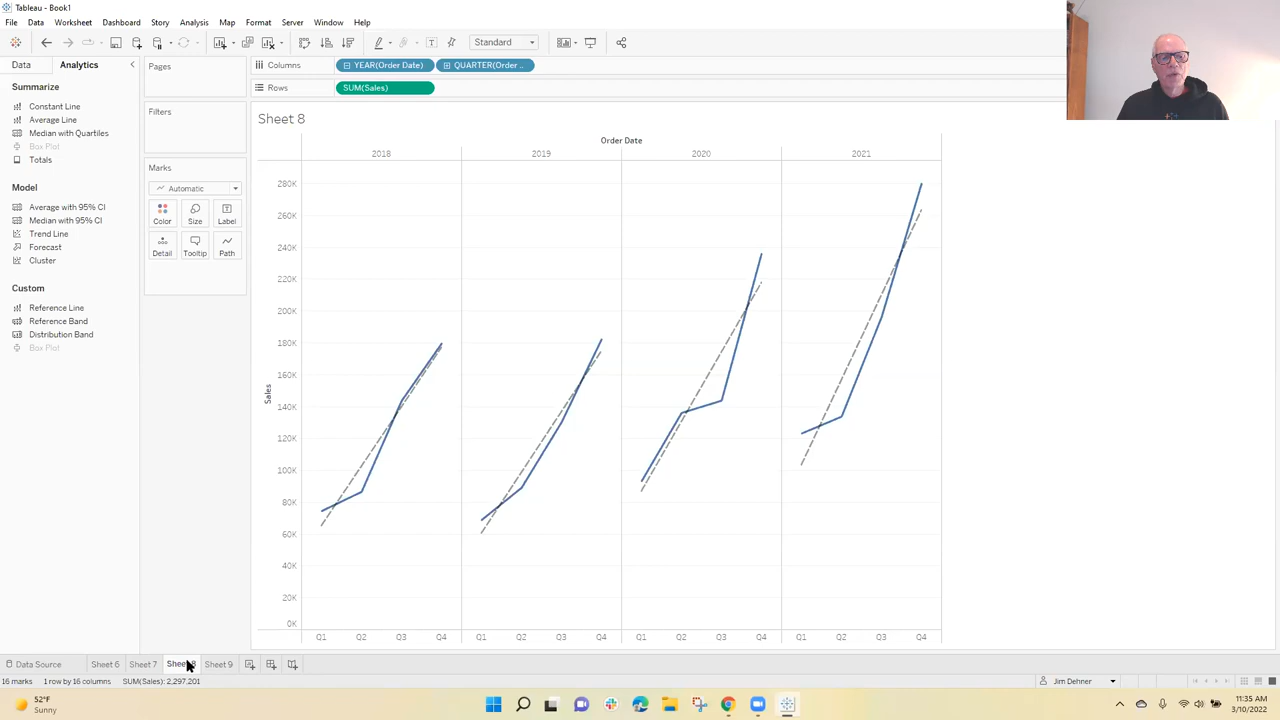 Tableau - Book1
File Data Worksheet Dashboard Story Analysis Map Format Server Window Help
Standard
Data Analytics
Pages
Columns YEAR(Order Date) QUARTER(Order ..
Rows SUM(Sales)
Summarize
Constant Line
Average Line
Median with Quartiles
Box Plot
Totals
Model
Average with 95% CI
Median with 95% CI
Trend Line
Forecast
Cluster
Custom
Reference Line
Reference Band
Distribution Band
Box Plot
Filters
Marks
Automatic
Color Size Label
Detail Tooltip Path
Sheet 8
Order Date
2018 2019 2020 2021
Sales
280K
260K
240K
220K
200K
180K
160K
140K
120K
100K
80K
60K
40K
20K
0K
Q1 Q2 Q3 Q4 Q1 Q2 Q3 Q4 Q1 Q2 Q3 Q4 Q1 Q2 Q3 Q4
Data Source Sheet 6 Sheet 7 Sheet 8 Sheet 9
16 marks 1 row by 16 columns SUM(Sales): 2,297,201 Jim Dehner
52°F
Sunny
11:35 AM
3/10/2022